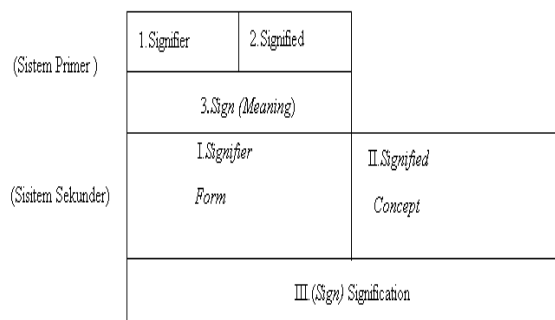 1.Signifier 2.Signified
(Sistem Primer )
3.Sign (Meaning)
I.Signifier II.Signified
(Sisitem Sekunder) Form Concept
III.(Sign) Signification